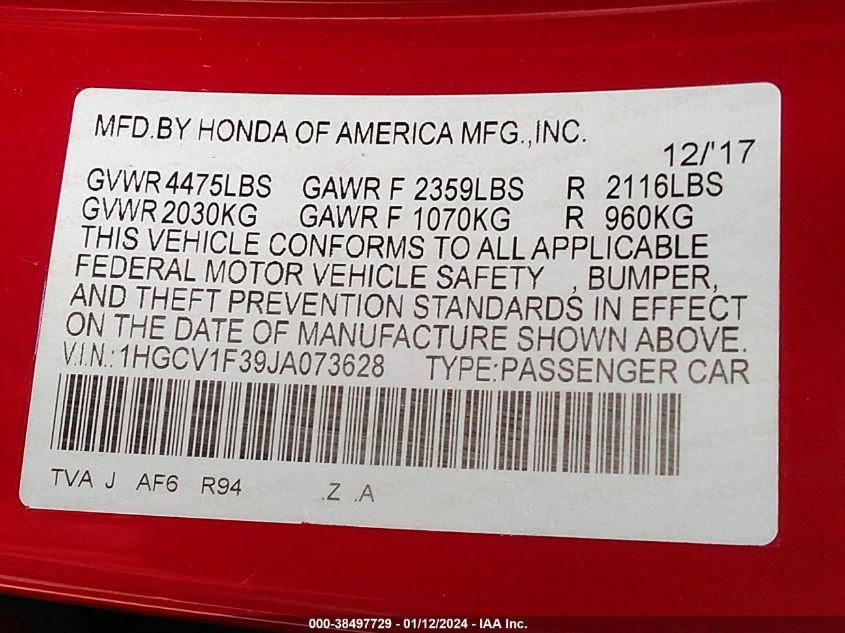 MFD.BY HONDA OF AMERICA MFG.,INC.
12/'17
GVWR 4475LBS GAWR F 2359LBS R 2116LBS
GVWR 2030KG GAWR F 1070KG R 960KG
THIS VEHICLE CONFORMS TO ALL APPLICABLE
FEDERAL MOTOR VEHICLE SAFETY , BUMPER,
AND THEFT PREVENTION STANDARDS IN EFFECT
ON THE DATE OF MANUFACTURE SHOWN ABOVE.
V.I.N.:1HGCV1F39JA073628 TYPE:PASSENGER CAR
TVA J AF6 R94 .Z .A
000-38497729 - 01/12/2024 - IAA Inc.